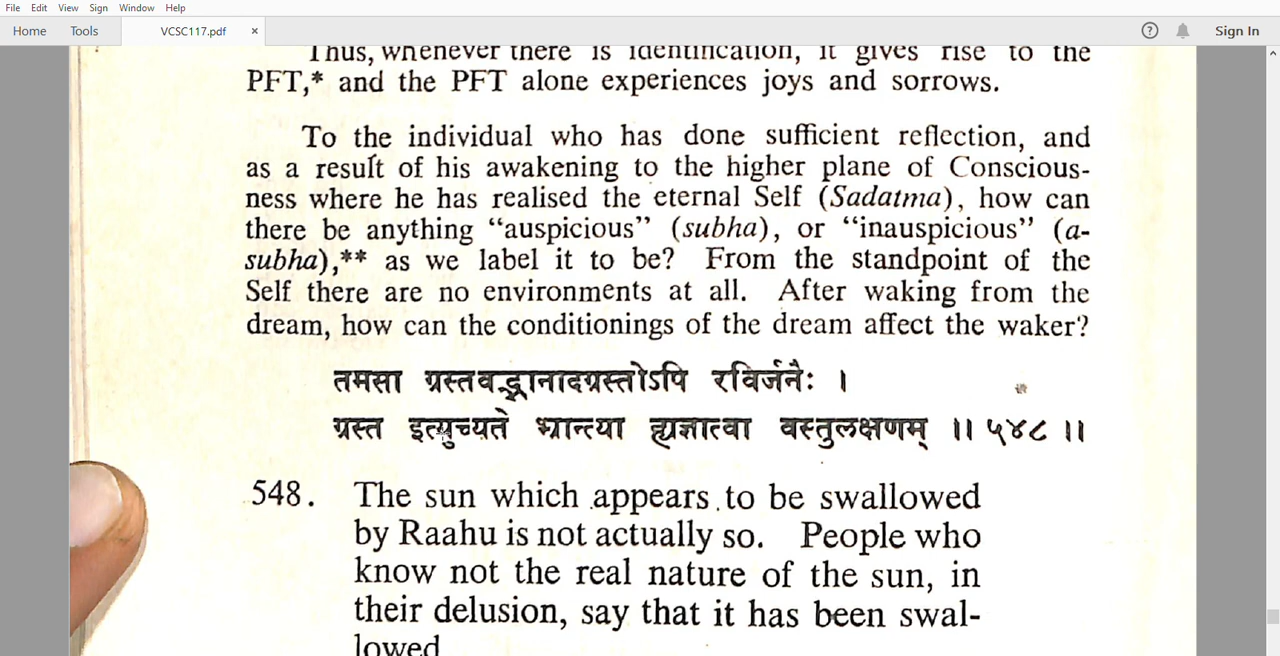 File Edit View Sign Window Help
Home Tools VCSC117.pdf × Sign In
Thus, whenever there is identification, it gives rise to the
PFT,* and the PFT alone experiences joys and sorrows.
To the individual who has done sufficient reflection, and
as a result of his awakening to the higher plane of Conscious-
ness where he has realised the eternal Self (Sadatma), how can
there be anything “auspicious” (subha), or “inauspicious” (a-
subha),** as we label it to be? From the standpoint of the
Self there are no environments at all. After waking from the
dream, how can the conditionings of the dream affect the waker?
तमसा ग्रस्तवद्भानादग्रस्तोऽपि रविर्जनैः ।
ग्रस्त इत्युच्यते भ्रान्त्या ह्यज्ञात्वा वस्तुलक्षणम् ॥ ५४८ ॥
548. The sun which appears to be swallowed
by Raahu is not actually so. People who
know not the real nature of the sun, in
their delusion, say that it has been swal-
lowed